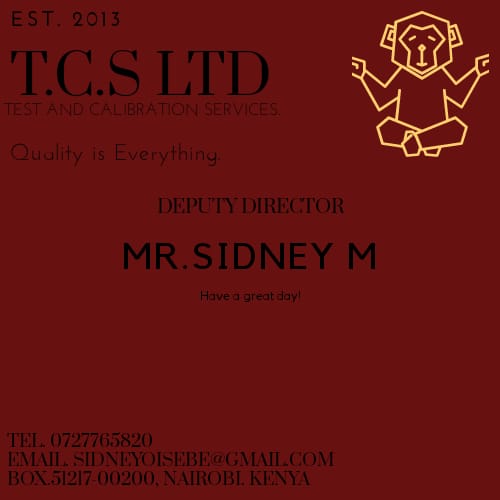 EST. 2013
T.C.S LTD
TEST AND CALIBRATION SERVICES.
Quality is Everything.
DEPUTY DIRECTOR
MR.SIDNEY M
Have a great day!
TEL. 0727765820
EMAIL. SIDNEYOISEBE@GMAIL.COM
BOX.51217-00200, NAIROBI. KENYA